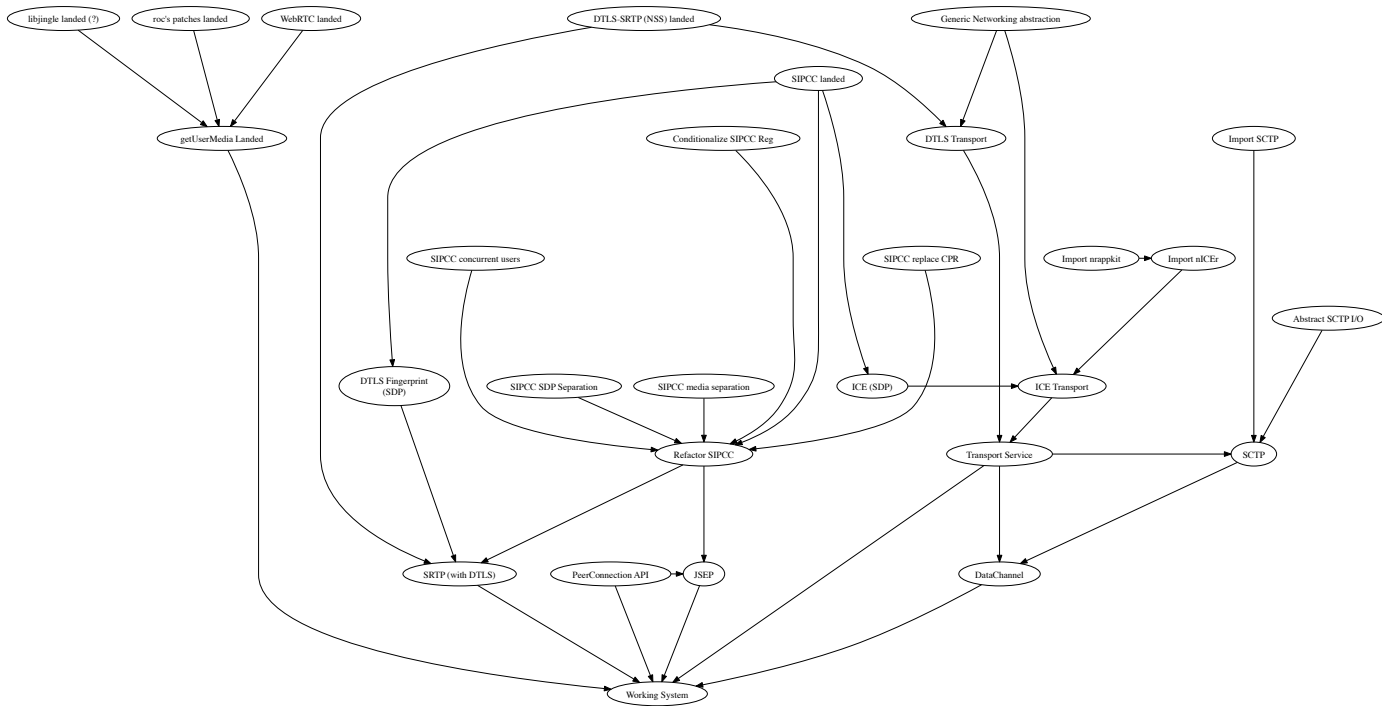 libjingle landed (?)
roc's patches landed
WebRTC landed
DTLS-SRTP (NSS) landed
Generic Networking abstraction
SIPCC landed
getUserMedia Landed
Conditionalize SIPCC Reg
DTLS Transport
Import SCTP
SIPCC concurrent users
SIPCC replace CPR
Import nrappkit
Import nICEr
Abstract SCTP I/O
DTLS Fingerprint
(SDP)
SIPCC SDP Separation
SIPCC media separation
ICE (SDP)
ICE Transport
Refactor SIPCC
Transport Service
SCTP
SRTP (with DTLS)
PeerConnection API
JSEP
DataChannel
Working System